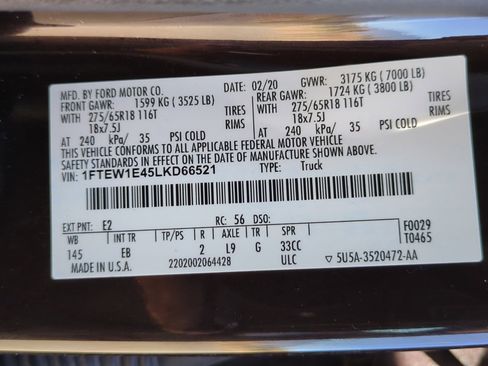 MFD. BY FORD MOTOR CO.
DATE: 02/20 GVWR: 3175 KG ( 7000 LB)
FRONT GAWR: 1599 KG ( 3525 LB) REAR GAWR: 1724 KG ( 3800 LB)
275/65R18 116T TIRES 275/65R18 116T TIRES
18x7.5J RIMS 18x7.5J RIMS
AT 240 kPa/ 35 PSI COLD AT 240 kPa/ 35 PSI COLD
THIS VEHICLE CONFORMS TO ALL APPLICABLE FEDERAL MOTOR VEHICLE
SAFETY STANDARDS IN EFFECT ON THE DATE OF MANUFACTURE SHOWN ABOVE.
VIN: 1FTEW1E45LKD66521 TYPE: Truck
EXT PNT: E2 RC: 56 DSO: F0029
WB INT TR TP/PS R AXLE TR SPR T0465
145 EB 2 L9 G 33CC
MADE IN U.S.A. 2202002064428 ULC ▽ 5U5A-3520472-AA